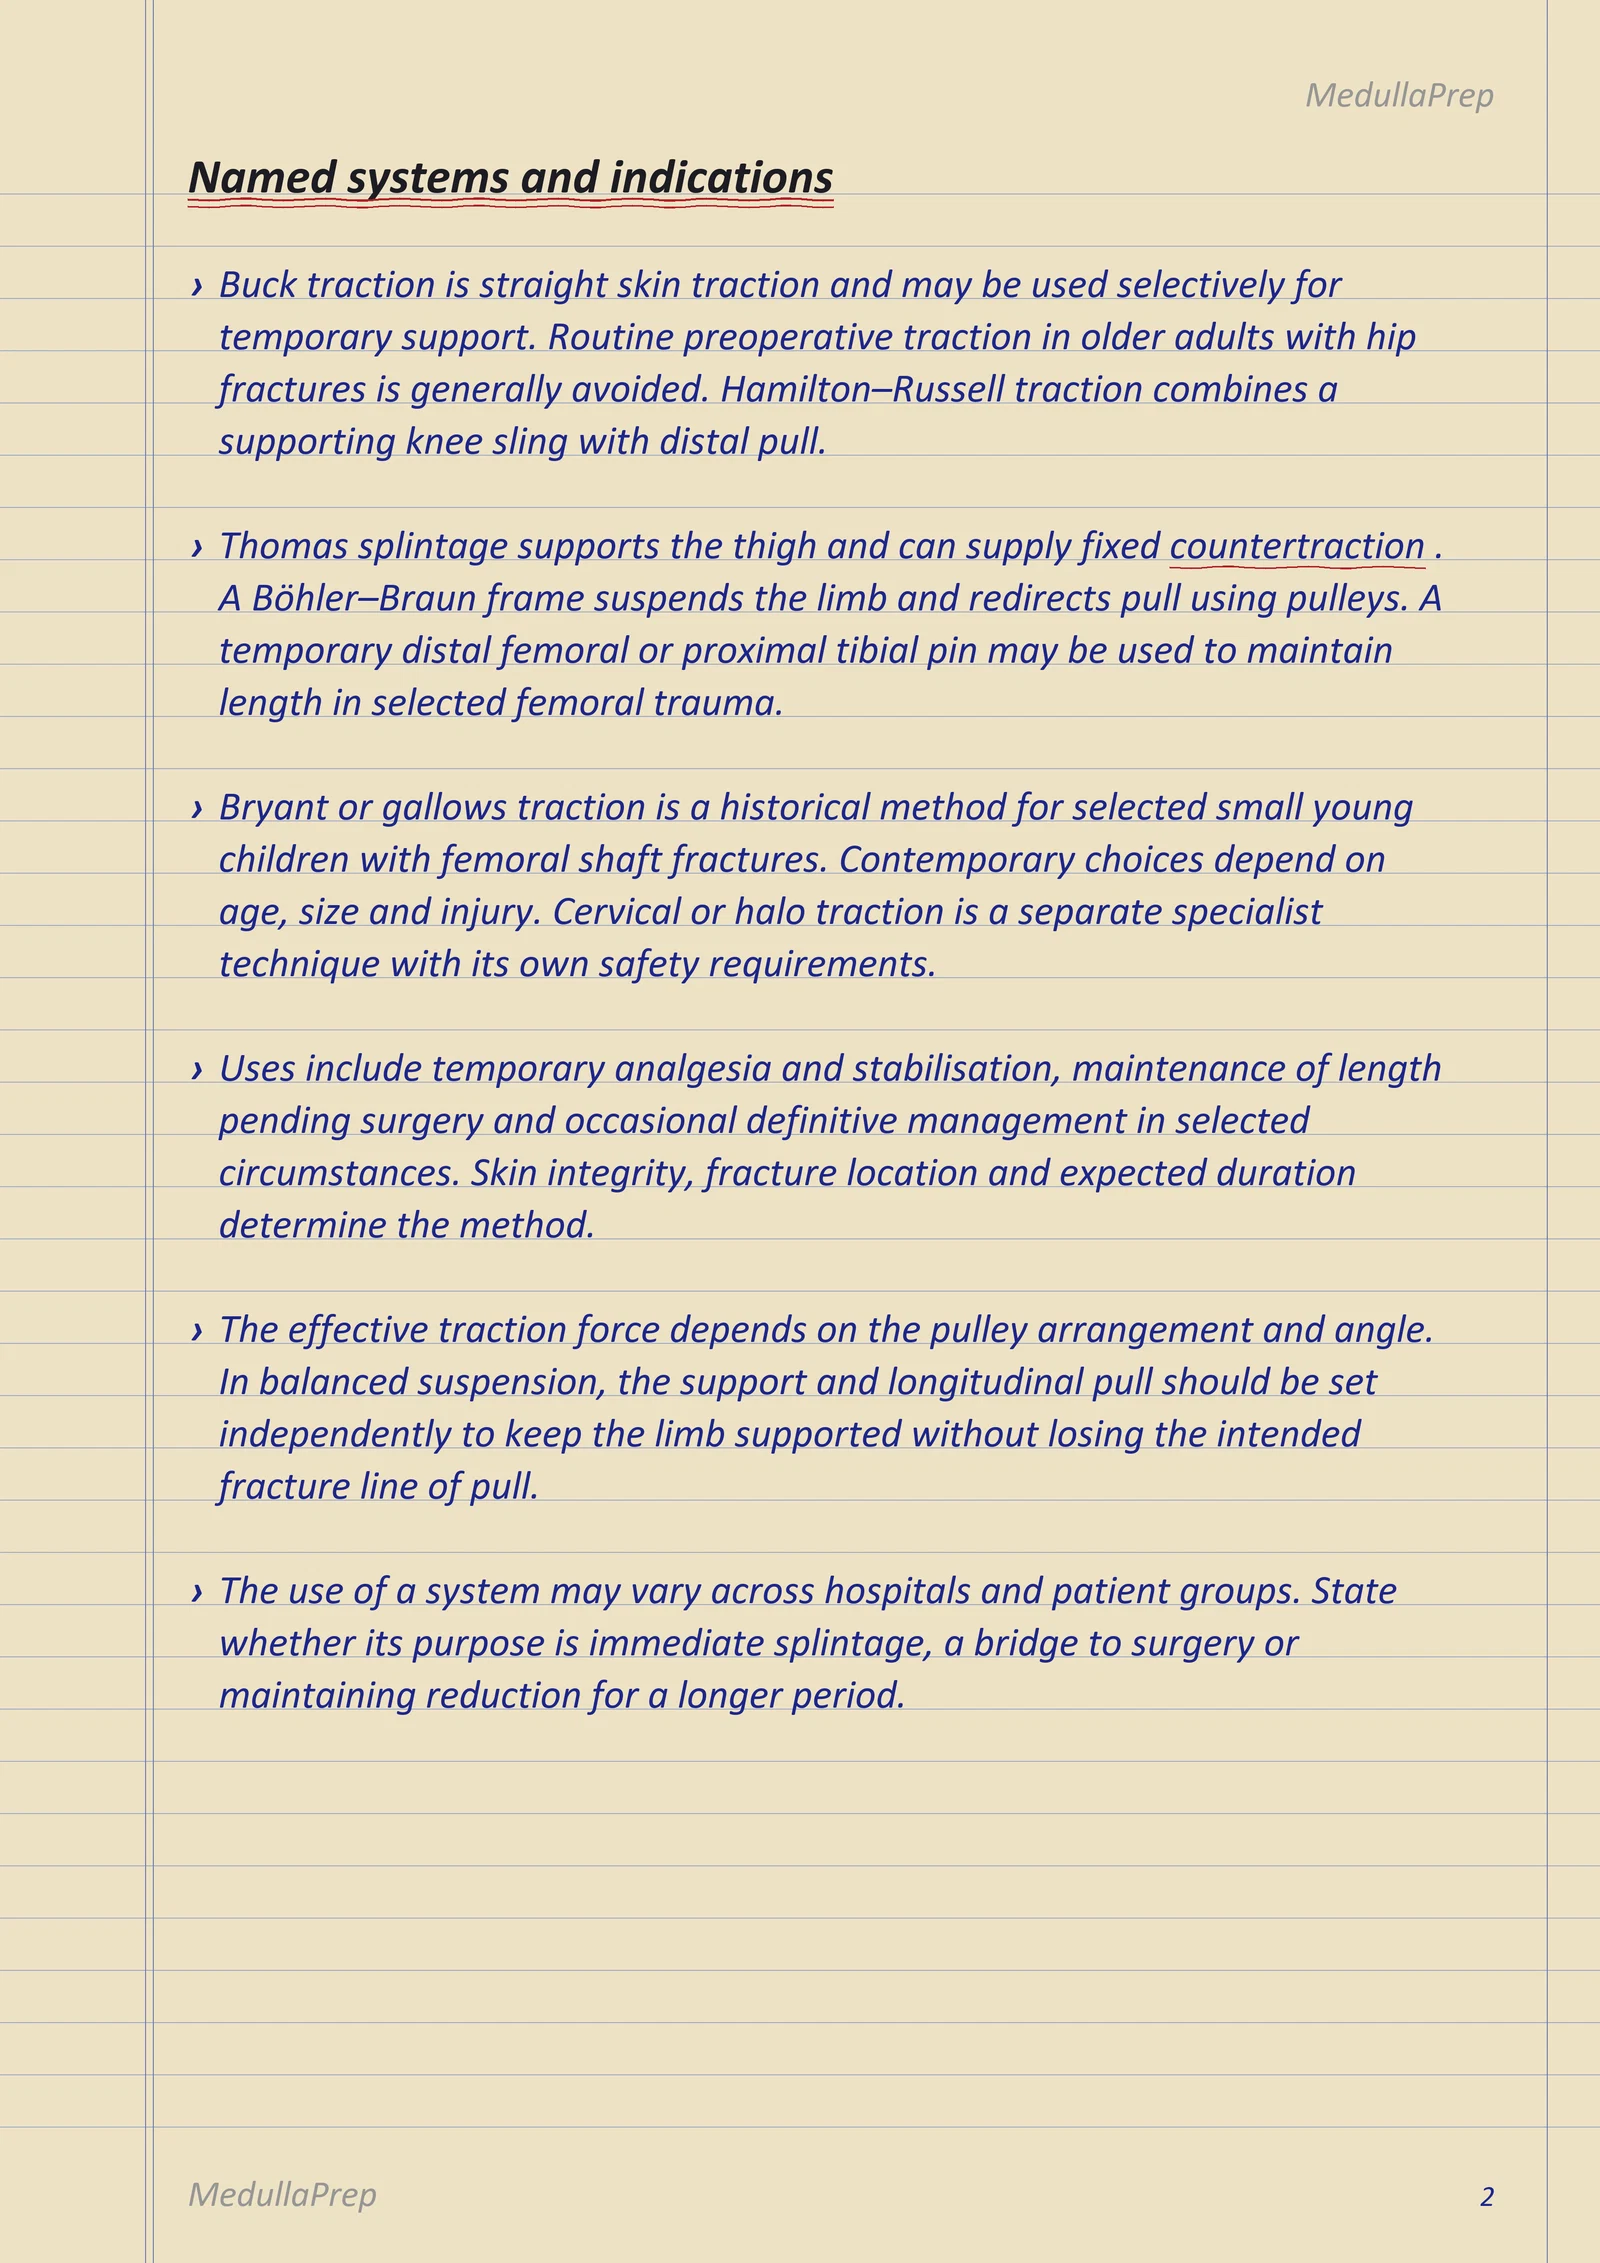 MedullaPrep
Named systems and indications
› Buck traction is straight skin traction and may be used selectively for
temporary support. Routine preoperative traction in older adults with hip
fractures is generally avoided. Hamilton–Russell traction combines a
supporting knee sling with distal pull.
› Thomas splintage supports the thigh and can supply fixed countertraction .
A Böhler–Braun frame suspends the limb and redirects pull using pulleys. A
temporary distal femoral or proximal tibial pin may be used to maintain
length in selected femoral trauma.
› Bryant or gallows traction is a historical method for selected small young
children with femoral shaft fractures. Contemporary choices depend on
age, size and injury. Cervical or halo traction is a separate specialist
technique with its own safety requirements.
› Uses include temporary analgesia and stabilisation, maintenance of length
pending surgery and occasional definitive management in selected
circumstances. Skin integrity, fracture location and expected duration
determine the method.
› The effective traction force depends on the pulley arrangement and angle.
In balanced suspension, the support and longitudinal pull should be set
independently to keep the limb supported without losing the intended
fracture line of pull.
› The use of a system may vary across hospitals and patient groups. State
whether its purpose is immediate splintage, a bridge to surgery or
maintaining reduction for a longer period.
MedullaPrep
2